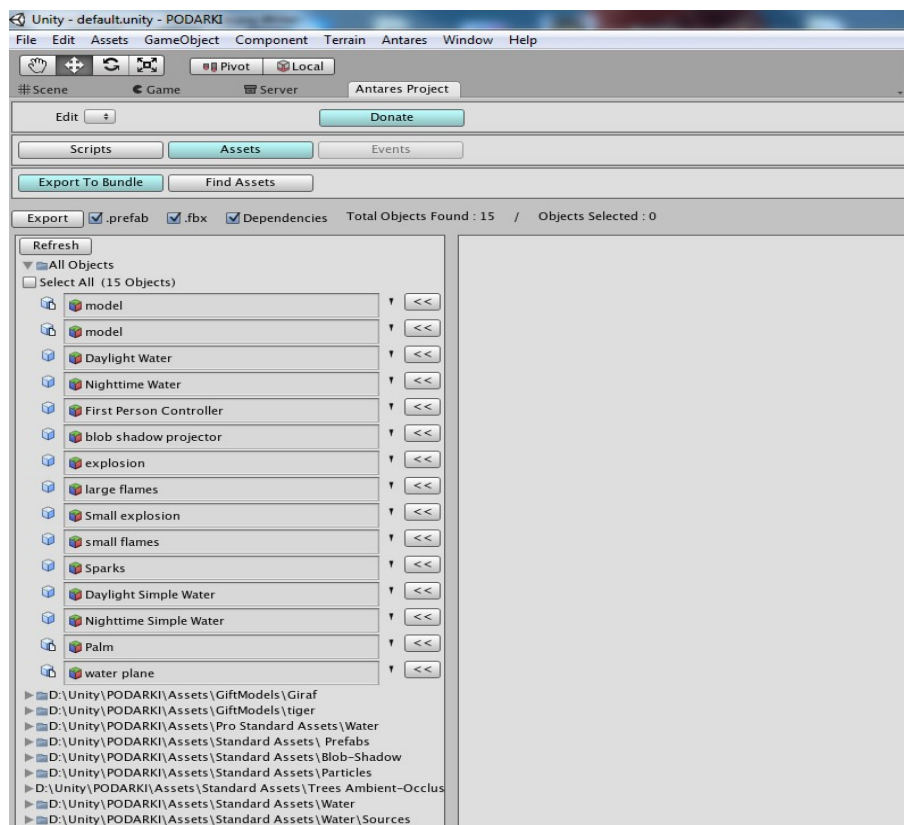 Unity - default.unity - PODARKI
File Edit Assets GameObject Component Terrain Antares Window Help
Pivot Local
Scene Game Server Antares Project
Edit Donate
Scripts Assets Events
Export To Bundle Find Assets
Export .prefab .fbx Dependencies Total Objects Found : 15 / Objects Selected : 0
Refresh
All Objects
Select All (15 Objects)
model <<
model <<
Daylight Water <<
Nighttime Water <<
First Person Controller <<
blob shadow projector <<
explosion <<
large flames <<
Small explosion <<
small flames <<
Sparks <<
Daylight Simple Water <<
Nighttime Simple Water <<
Palm <<
water plane <<
D:\Unity\PODARKI\Assets\GiftModels\Giraf
D:\Unity\PODARKI\Assets\GiftModels\tiger
D:\Unity\PODARKI\Assets\Pro Standard Assets\Water
D:\Unity\PODARKI\Assets\Standard Assets\ Prefabs
D:\Unity\PODARKI\Assets\Standard Assets\Blob-Shadow
D:\Unity\PODARKI\Assets\Standard Assets\Particles
D:\Unity\PODARKI\Assets\Standard Assets\Trees Ambient-Occlus
D:\Unity\PODARKI\Assets\Standard Assets\Water
D:\Unity\PODARKI\Assets\Standard Assets\Water\Sources